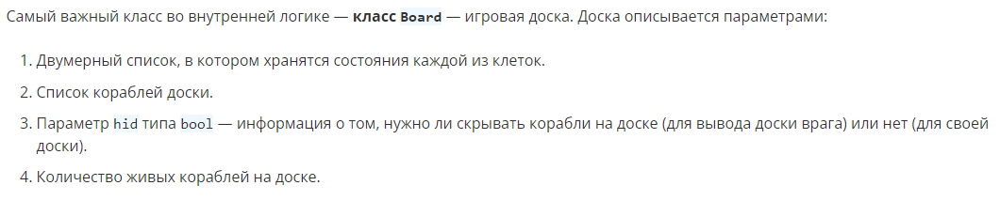 Самый важный класс во внутренней логике — класс Board — игровая доска. Доска описывается параметрами:
1. Двумерный список, в котором хранятся состояния каждой из клеток.
2. Список кораблей доски.
3. Параметр hid типа bool — информация о том, нужно ли скрывать корабли на доске (для вывода доски врага) или нет (для своей
доски).
4. Количество живых кораблей на доске.